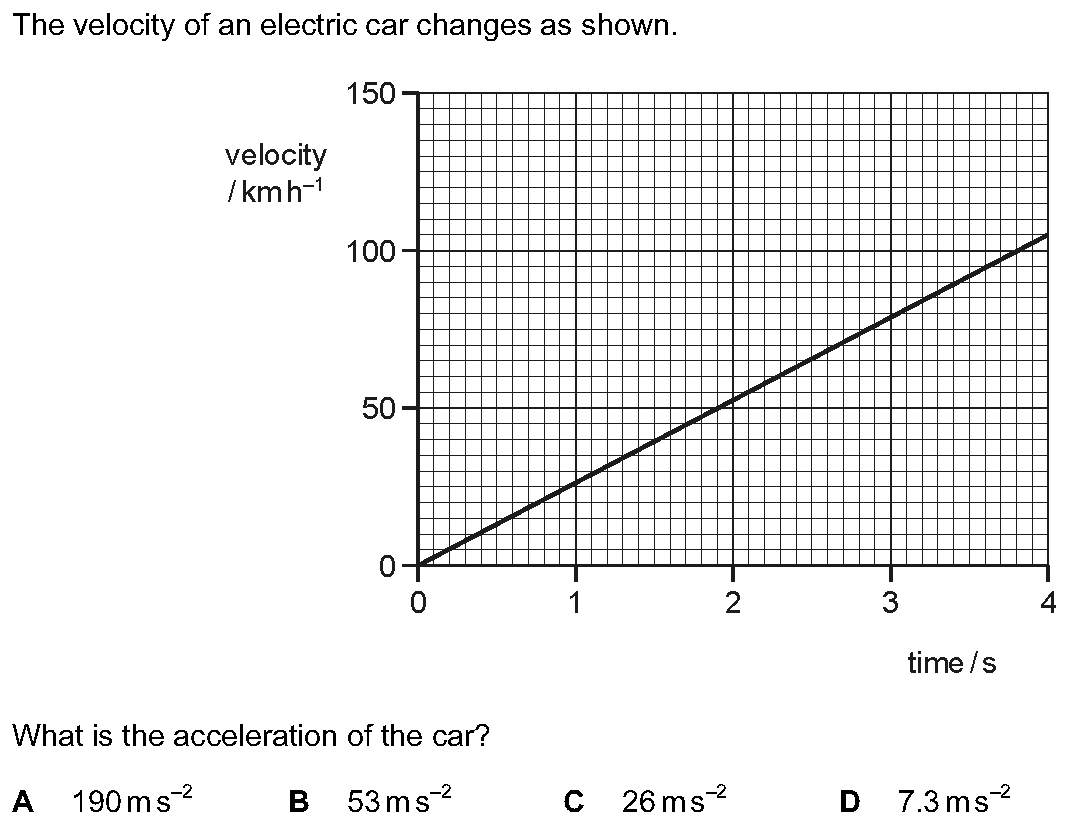 The velocity of an electric car changes as shown.
150
velocity
/ km h⁻¹
100
50
0
0 1 2 3 4
time / s
What is the acceleration of the car?
A 190 m s⁻² B 53 m s⁻² C 26 m s⁻² D 7.3 m s⁻²